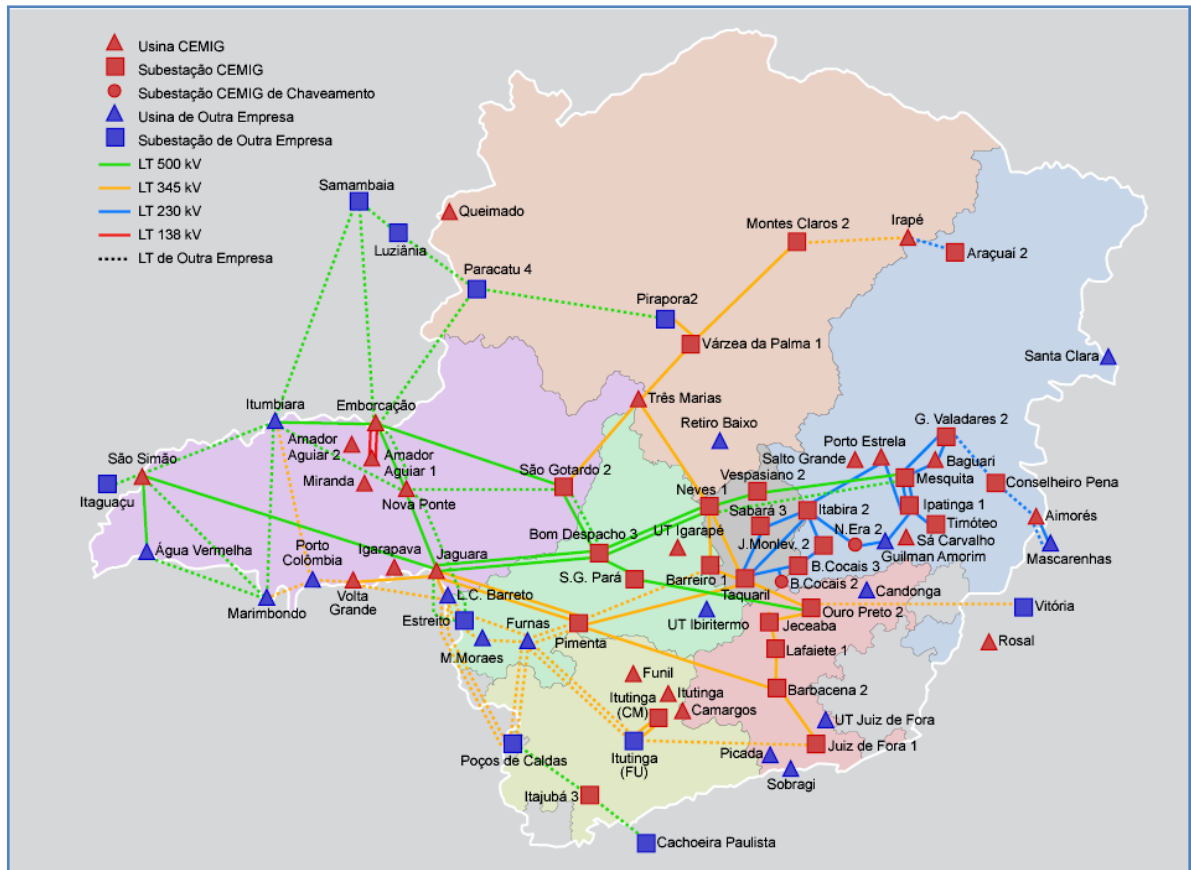 Usina CEMIG
Subestação CEMIG
Subestação CEMIG de Chaveamento
Usina de Outra Empresa
Subestação de Outra Empresa
LT 500 kV
LT 345 kV
LT 230 kV
LT 138 kV
LT de Outra Empresa
Samambaia
Queimado
Luziânia
Montes Claros 2
Irapé
Araçuaí 2
Paracatu 4
Pirapora2
Várzea da Palma 1
Santa Clara
Três Marias
Retiro Baixo
Itumbiara
Emborcação
Amador
Aguiar 2
Amador
Aguiar 1
Miranda
Nova Ponte
São Simão
Itaguaçu
Água Vermelha
São Gotardo 2
G. Valadares 2
Porto Estrela
Salto Grande
Baguari
Mesquita
Conselheiro Pena
Vespasiano 2
Neves 1
Sabará 3
Itabira 2
Ipatinga 1
Timóteo
Aimorés
N.Era 2
Sá Carvalho
Mascarenhas
Bom Despacho 3
UT Igarapé
J.Monlev. 2
Guilman Amorim
Porto
Colômbia
Igarapava
Jaguara
S.G. Pará
Barreiro 1
Taquaril
B.Cocais 3
B.Cocais 2
Candonga
Marimbondo
Volta
Grande
L.C. Barreto
Estreito
Furnas
Pimenta
UT Ibiritermo
Ouro Preto 2
Vitória
Jeceaba
M.Moraes
Lafaiete 1
Rosal
Funil
Itutinga
Itutinga
(CM)
Camargos
Barbacena 2
UT Juiz de Fora
Poços de Caldas
Itutinga
(FU)
Picada
Juiz de Fora 1
Sobragi
Itajubá 3
Cachoeira Paulista